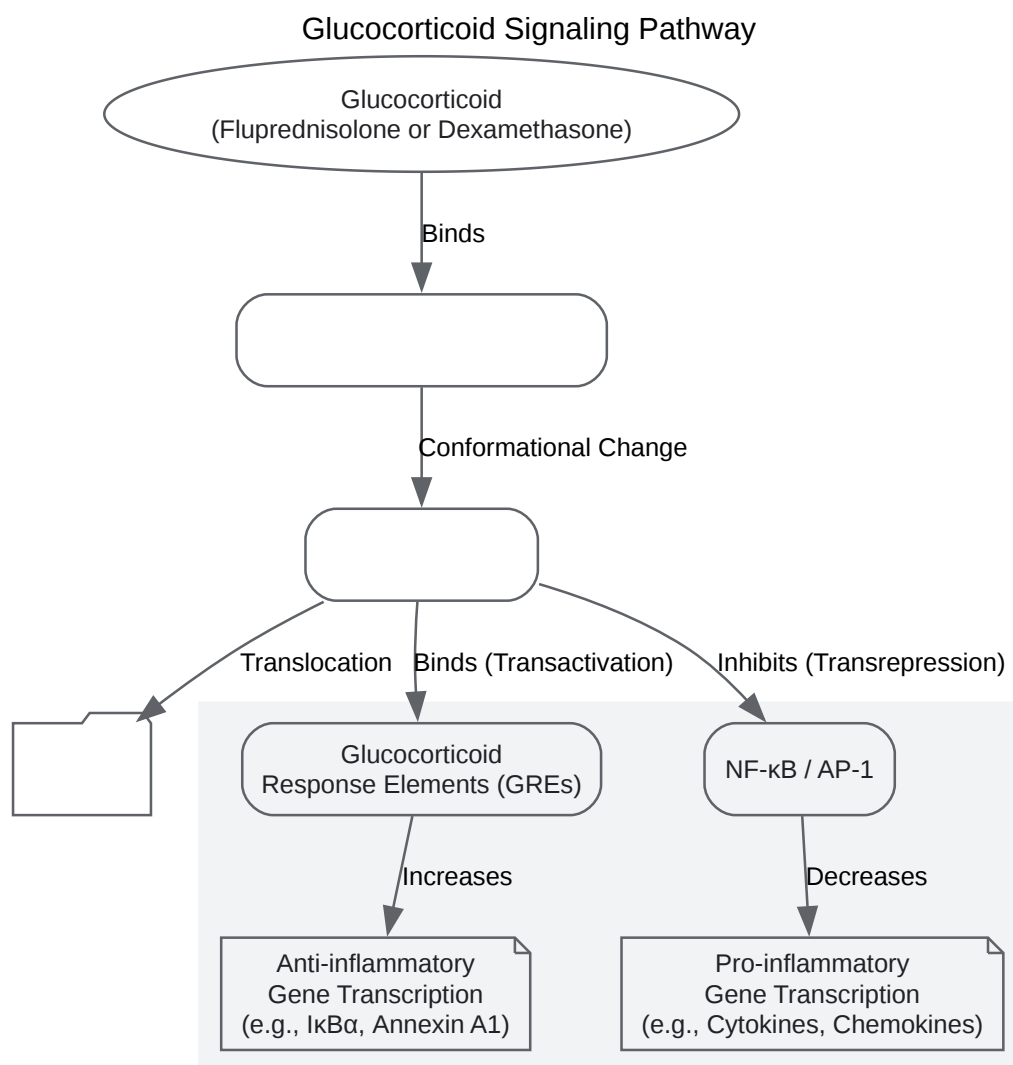 Glucocorticoid Signaling Pathway
Glucocorticoid
(Fluprednisolone or Dexamethasone)
Binds
Conformational Change
Translocation
Binds (Transactivation)
Inhibits (Transrepression)
Glucocorticoid
Response Elements (GREs)
NF-κB / AP-1
Increases
Decreases
Anti-inflammatory
Gene Transcription
(e.g., IκBα, Annexin A1)
Pro-inflammatory
Gene Transcription
(e.g., Cytokines, Chemokines)